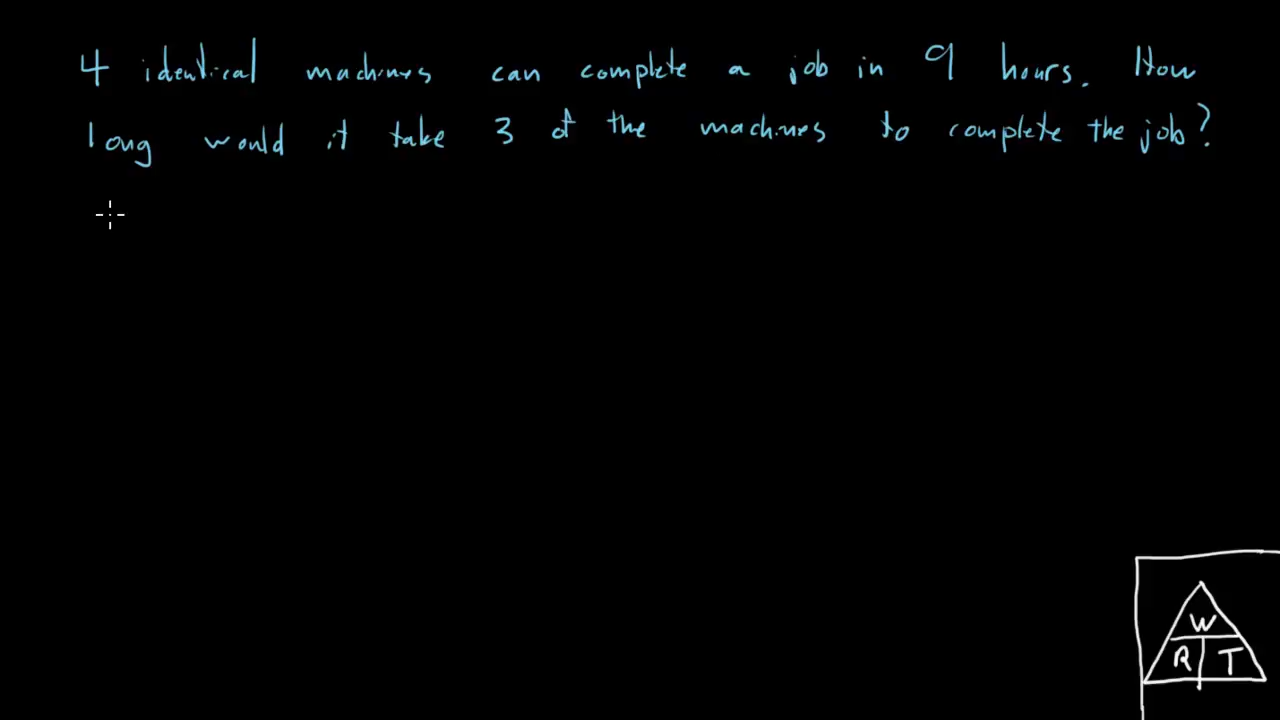 4 identical machines can complete a job in 9 hours. How
long would it take 3 of the machines to complete the job?
W
R T